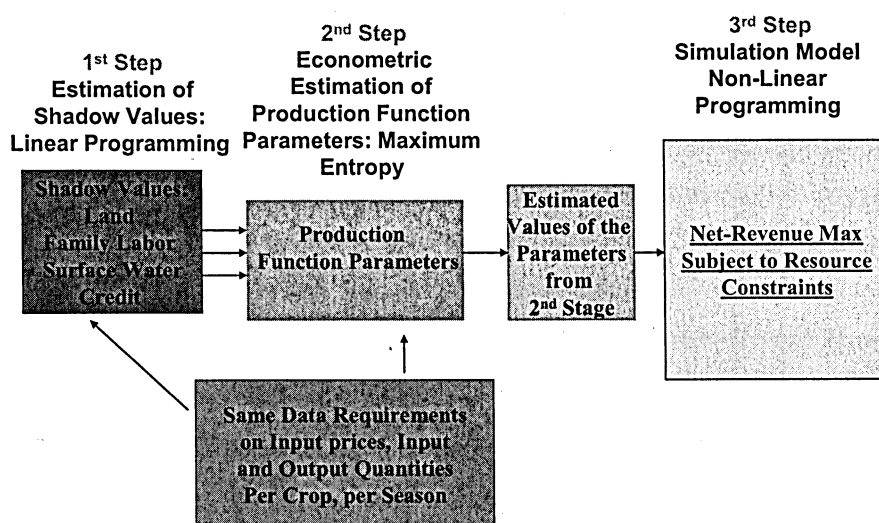 1st Step
Estimation of
Shadow Values:
Linear Programming
2nd Step
Econometric
Estimation of
Production Function
Parameters: Maximum
Entropy
3rd Step
Simulation Model
Non-Linear
Programming
Shadow Values:
Land
Family Labor
Surface Water
Credit
Production
Function Parameters
Estimated
Values of the
Parameters
from
2nd Stage
Net-Revenue Max
Subject to Resource
Constraints
Same Data Requirements
on Input prices, Input
and Output Quantities
Per Crop, per Season